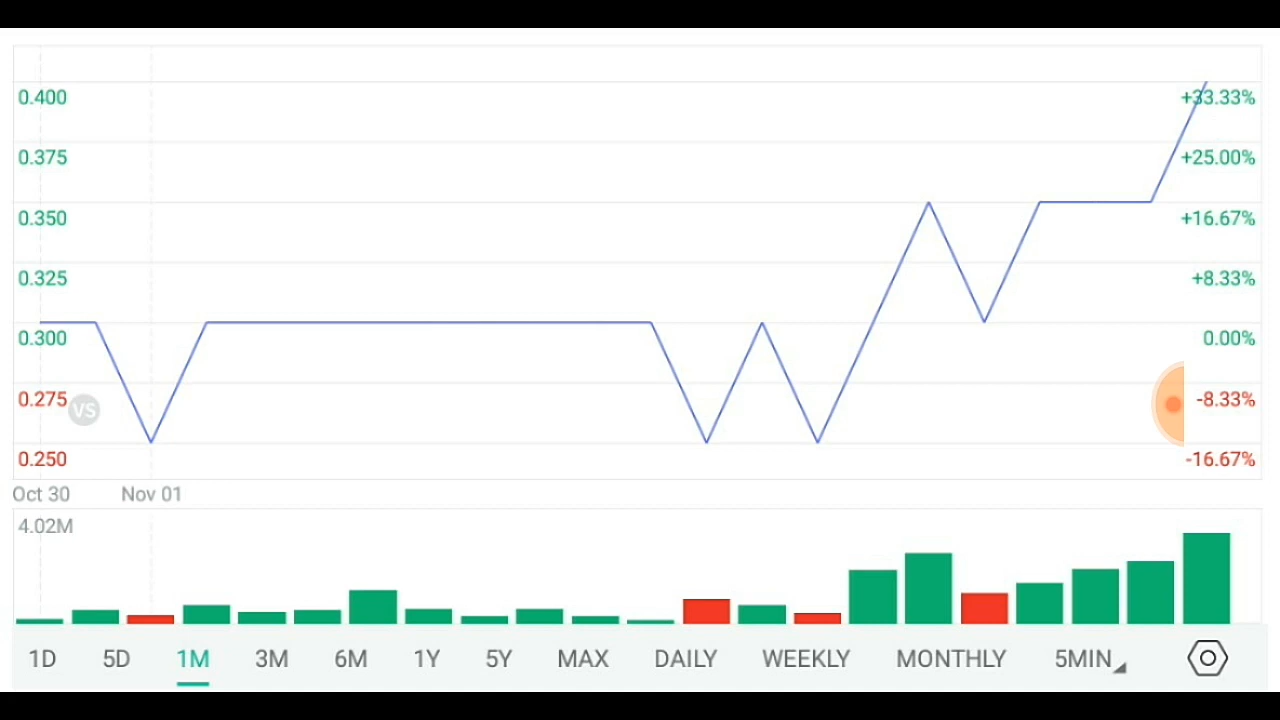 0.400 +33.33%
0.375 +25.00%
0.350 +16.67%
0.325 +8.33%
0.300 0.00%
0.275 VS -8.33%
0.250 -16.67%
Oct 30 Nov 01
4.02M
1D 5D 1M 3M 6M 1Y 5Y MAX DAILY WEEKLY MONTHLY 5MIN